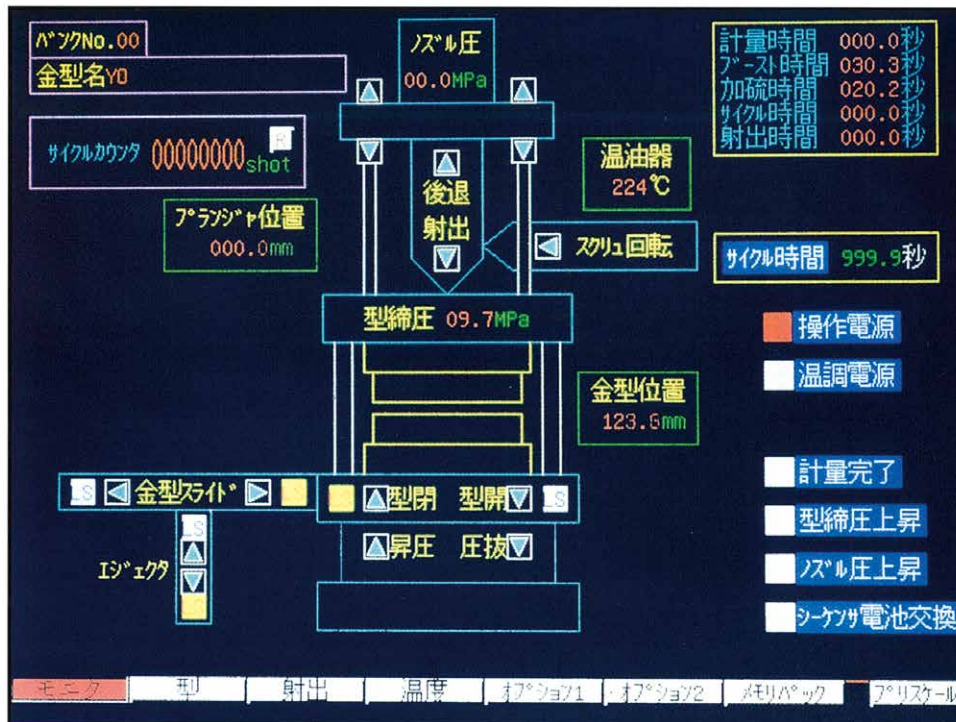 ﾊﾞﾝｸNo.00
金型名Y0
ｻｲｸﾙｶｳﾝﾀ 00000000shot
R
ﾌﾟﾗﾝｼﾞｬ位置
000.0mm
ﾉｽﾞﾙ圧
00.0MPa
後退
射出
温油器
224℃
ｽｸﾘｭ回転
計量時間 000.0秒
ﾌﾞｰｽﾄ時間 030.3秒
加硫時間 020.2秒
ｻｲｸﾙ時間 000.0秒
射出時間 000.0秒
ｻｲｸﾙ時間 999.9秒
型締圧 09.7MPa
金型位置
123.6mm
操作電源
温調電源
計量完了
型締圧上昇
ﾉｽﾞﾙ圧上昇
ｼｰｹﾝｻ電池交換
LS 金型ｽﾗｲﾄﾞ LS
型閉 型開 LS
昇圧 圧抜
LS
ｴｼﾞｪｸﾀ
LS
モニタ 型 射出 温度 ｵﾌﾟｼｮﾝ1 ･ｵﾌﾟｼｮﾝ2 ﾒﾓﾘﾊﾟｯｸ ﾌﾟﾘｽｹｰﾙ